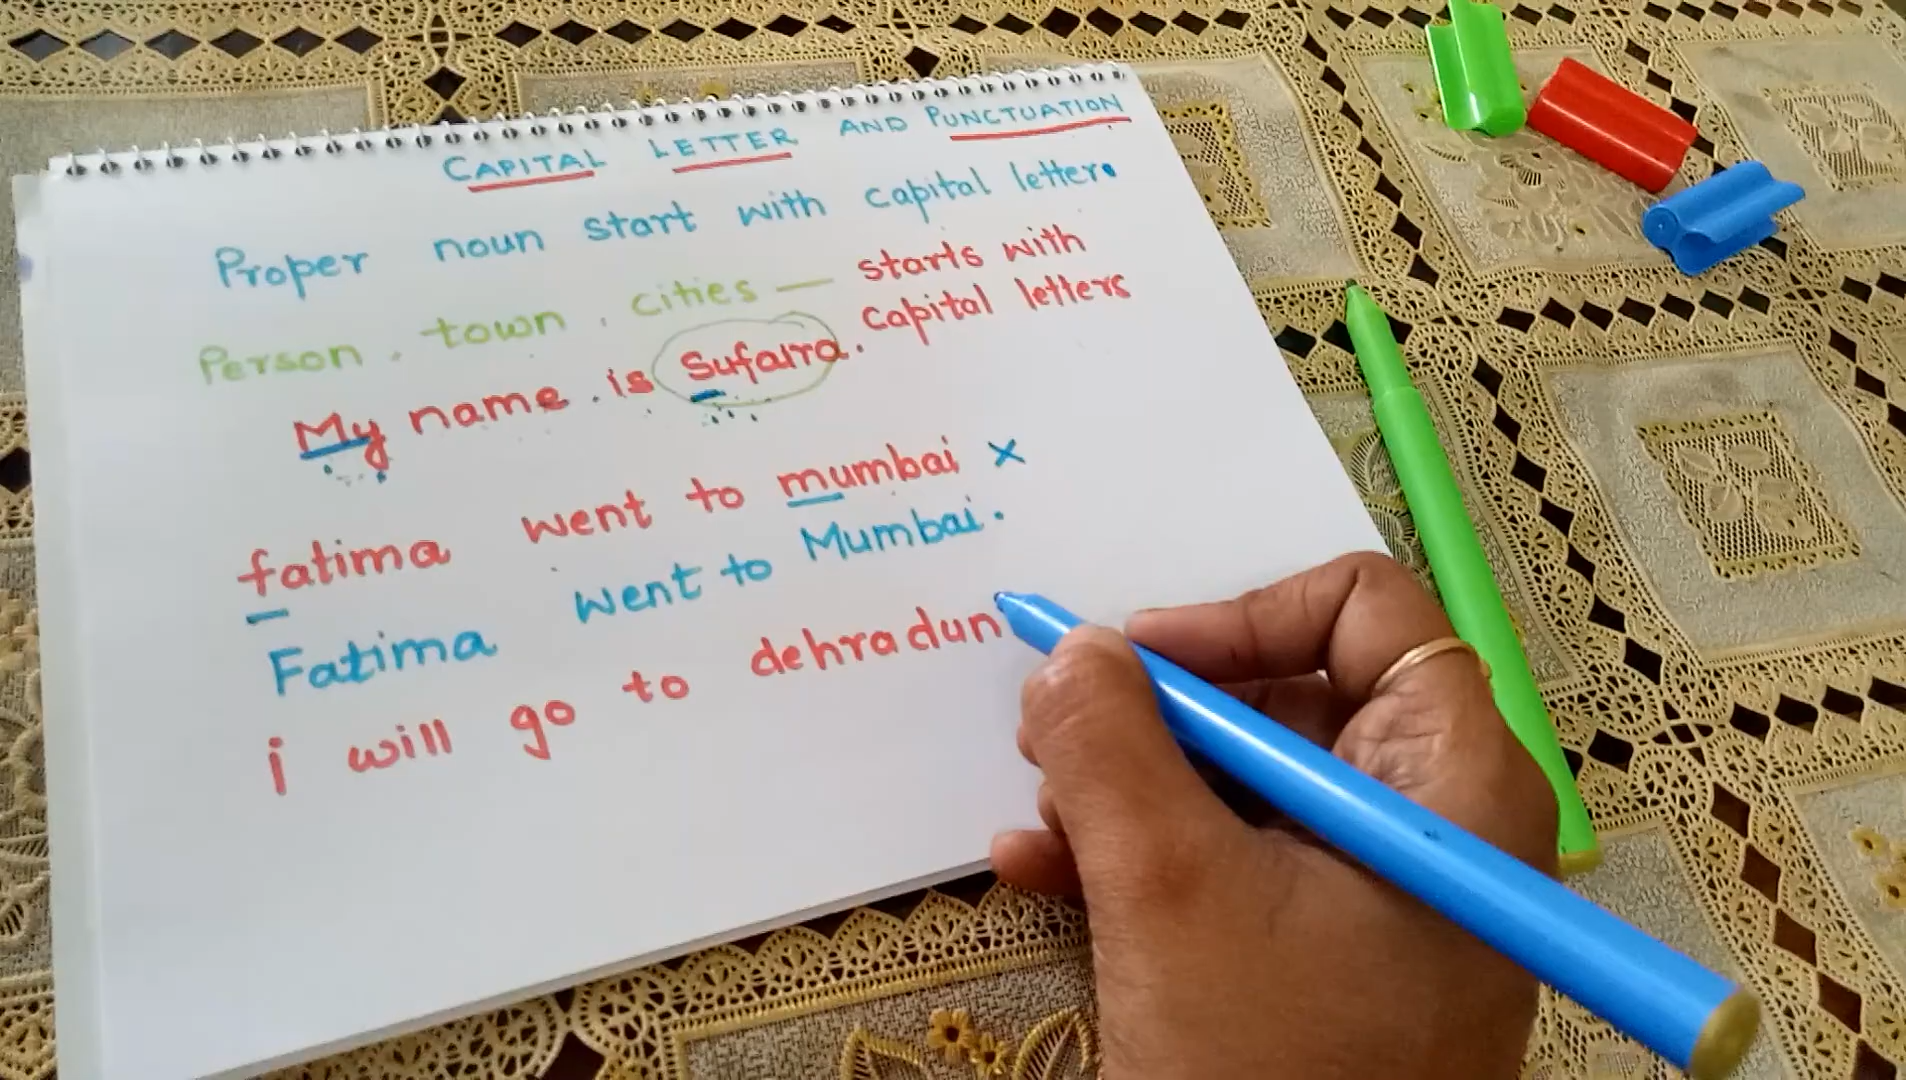 CAPITAL LETTER AND PUNCTUATION
Proper noun start with capital letter.
Person, town, cities — starts with
capital letters
My name is Sufaira.
fatima went to mumbai ×
Fatima went to Mumbai.
i will go to dehradun